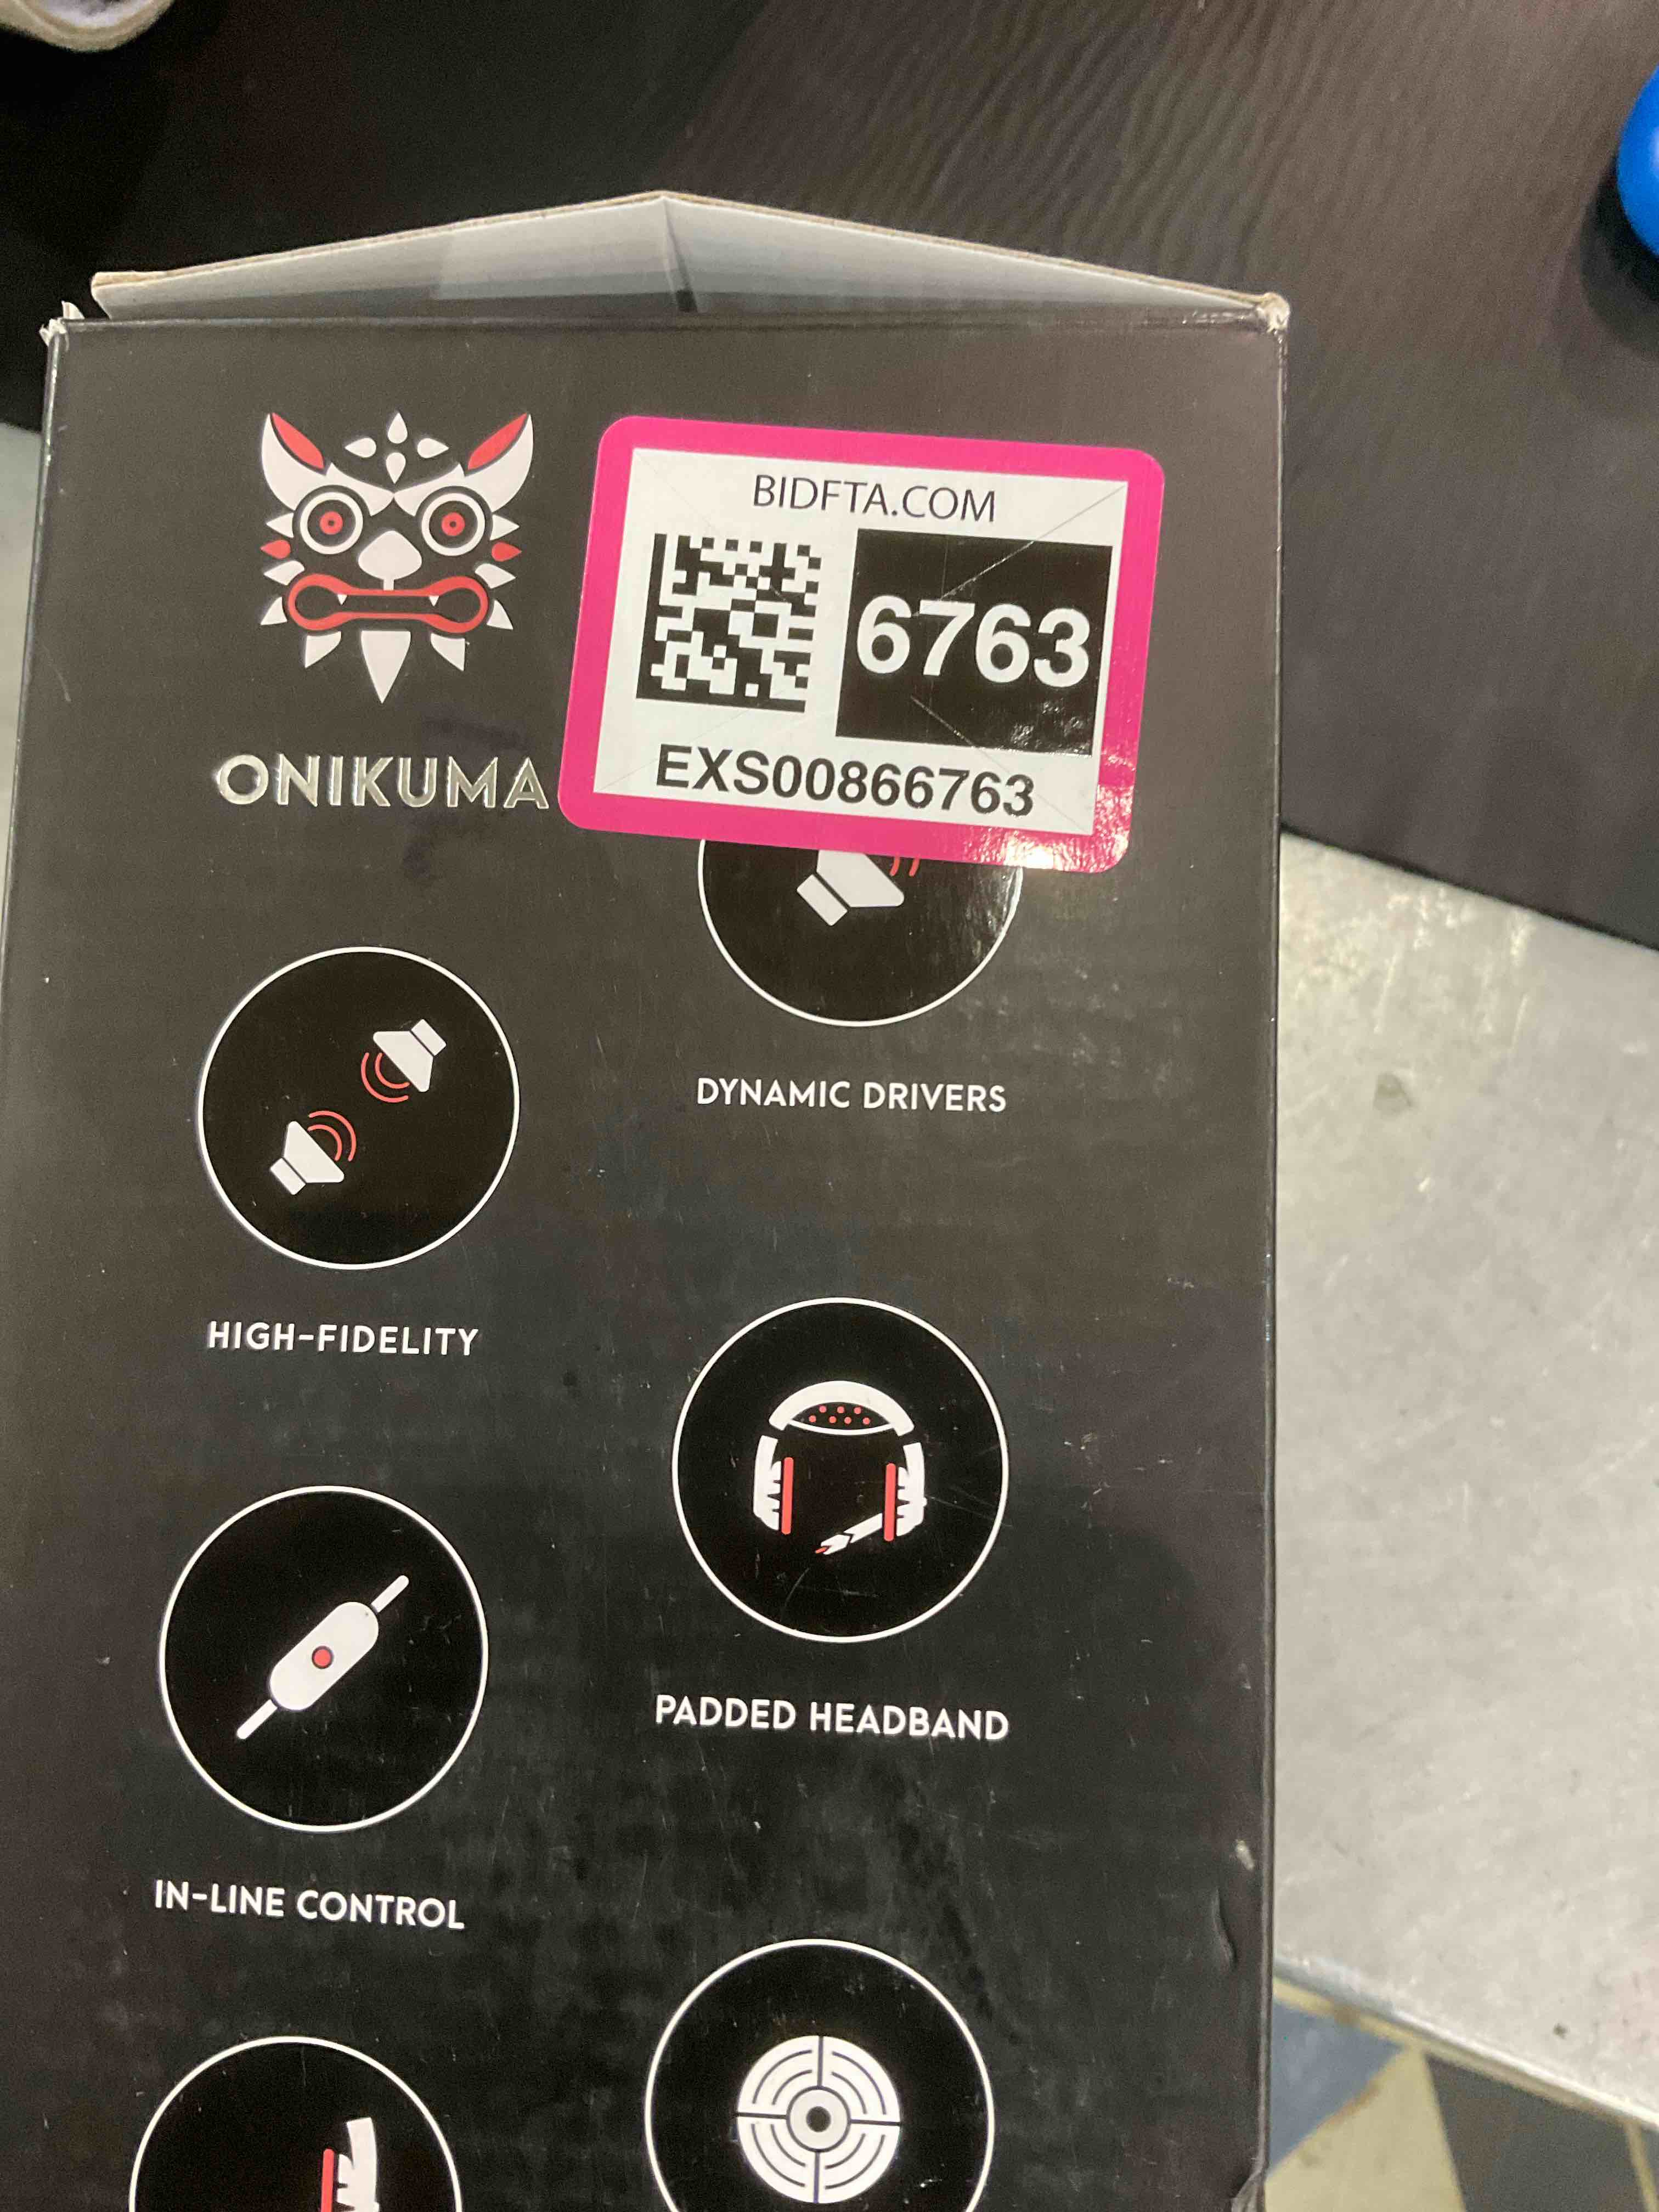 BIDFTA.COM
6763
EXS00866763
ONIKUMA
DYNAMIC DRIVERS
HIGH-FIDELITY
PADDED HEADBAND
IN-LINE CONTROL